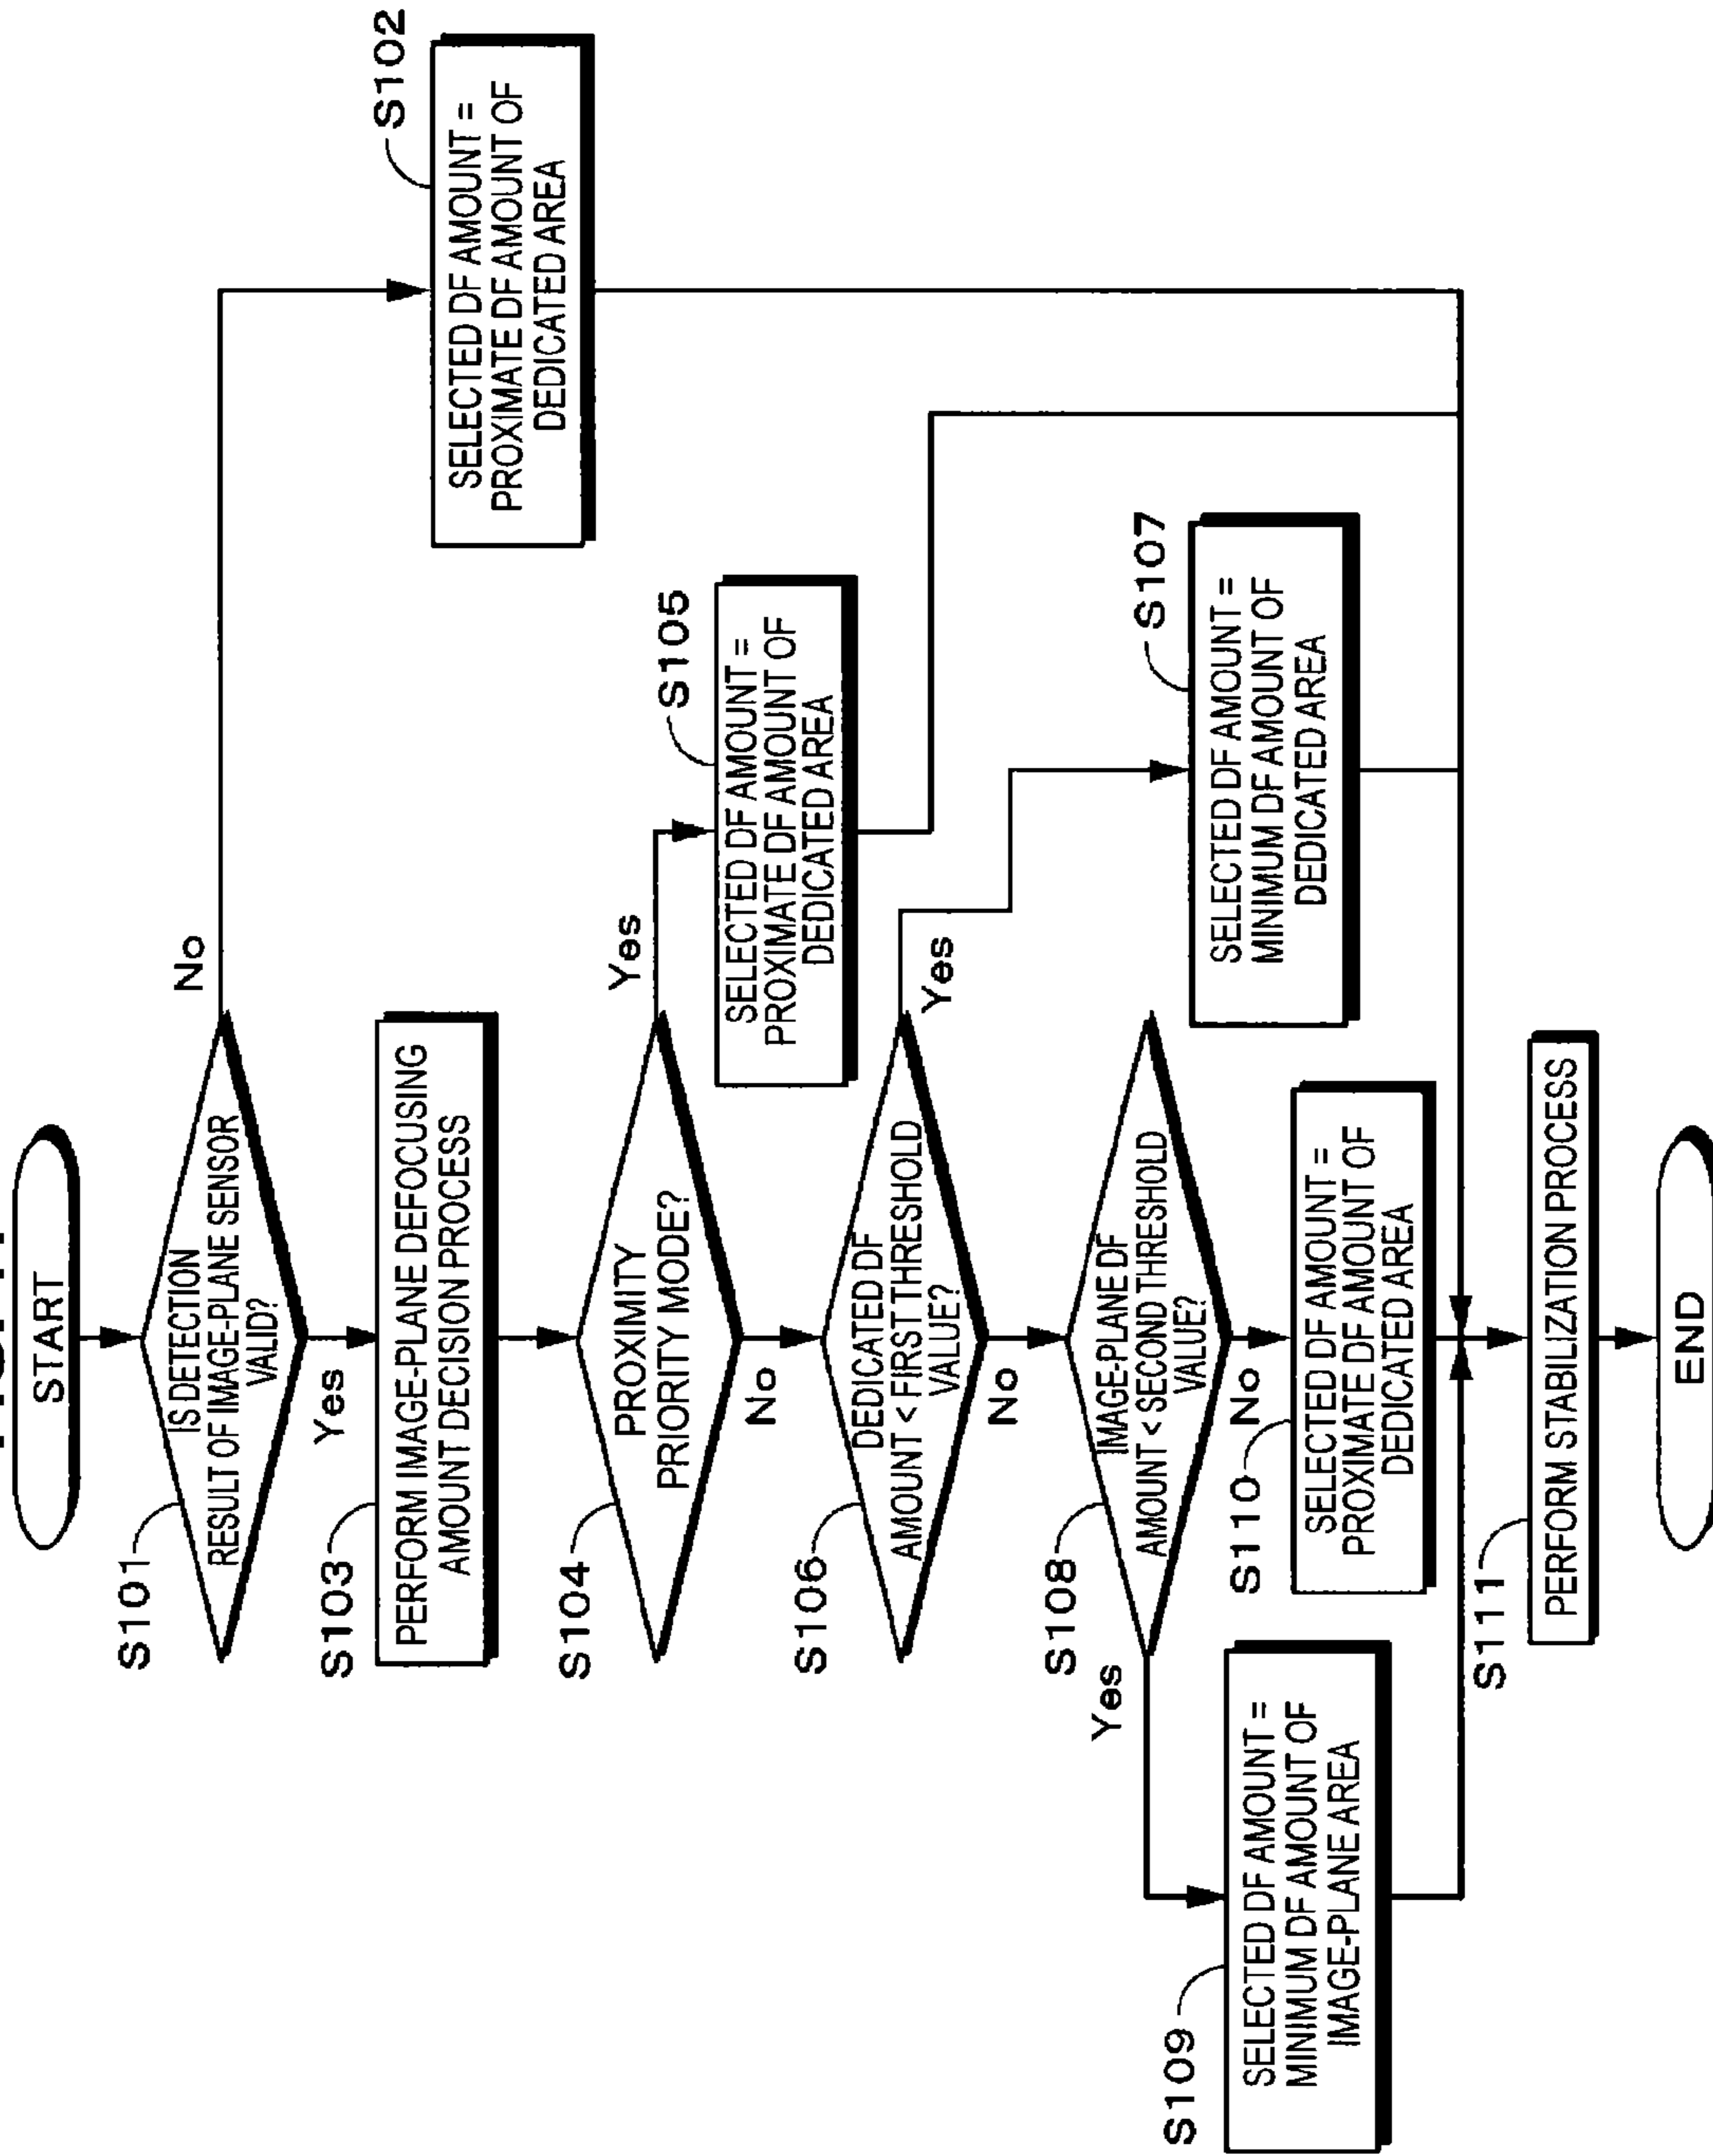 START
S101
IS DETECTION
RESULT OF IMAGE-PLANE SENSOR
VALID?
No
Yes
S102
SELECTED DF AMOUNT =
PROXIMATE DF AMOUNT OF
DEDICATED AREA
S103
PERFORM IMAGE-PLANE DEFOCUSING
AMOUNT DECISION PROCESS
S104
PROXIMITY
PRIORITY MODE?
Yes
No
S105
SELECTED DF AMOUNT =
PROXIMATE DF AMOUNT OF
DEDICATED AREA
S106
DEDICATED DF
AMOUNT < FIRST THRESHOLD
VALUE?
Yes
No
S107
SELECTED DF AMOUNT =
MINIMUM DF AMOUNT OF
DEDICATED AREA
S108
IMAGE-PLANE DF
AMOUNT < SECOND THRESHOLD
VALUE?
Yes
No
S109
SELECTED DF AMOUNT =
MINIMUM DF AMOUNT OF
IMAGE-PLANE AREA
S110
SELECTED DF AMOUNT =
PROXIMATE DF AMOUNT OF
DEDICATED AREA
S111
PERFORM STABILIZATION PROCESS
END